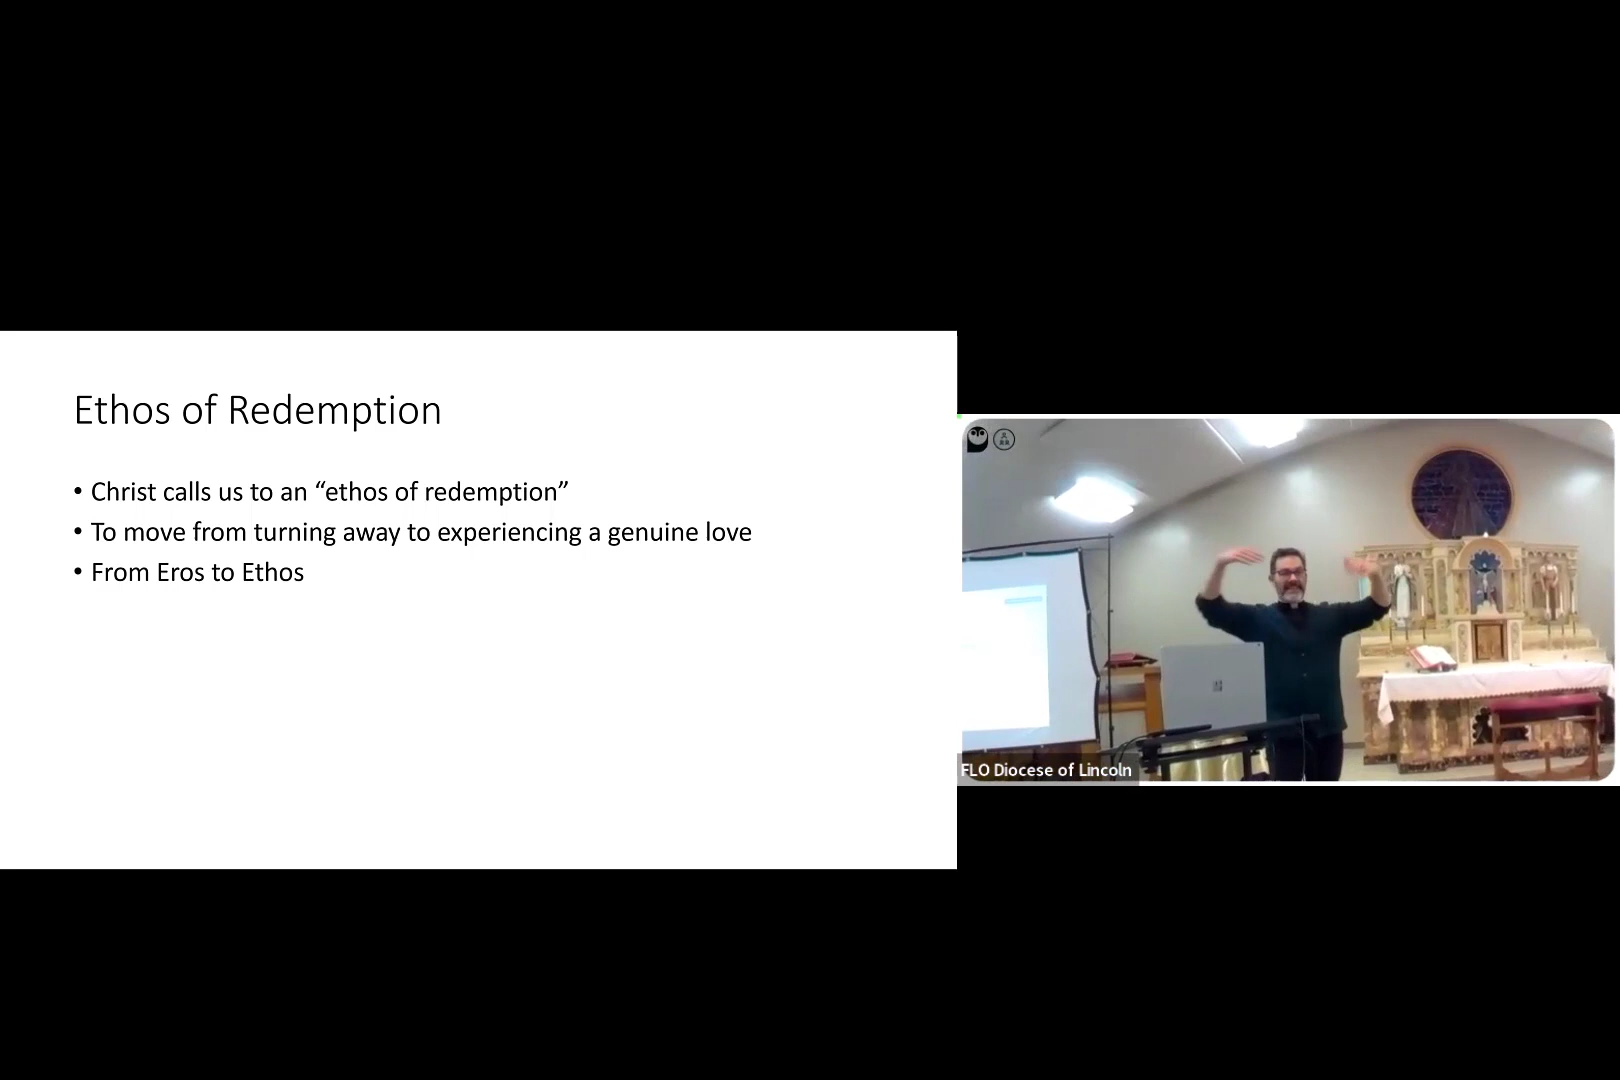 Ethos of Redemption
• Christ calls us to an “ethos of redemption”
• To move from turning away to experiencing a genuine love
• From Eros to Ethos
FLO Diocese of Lincoln